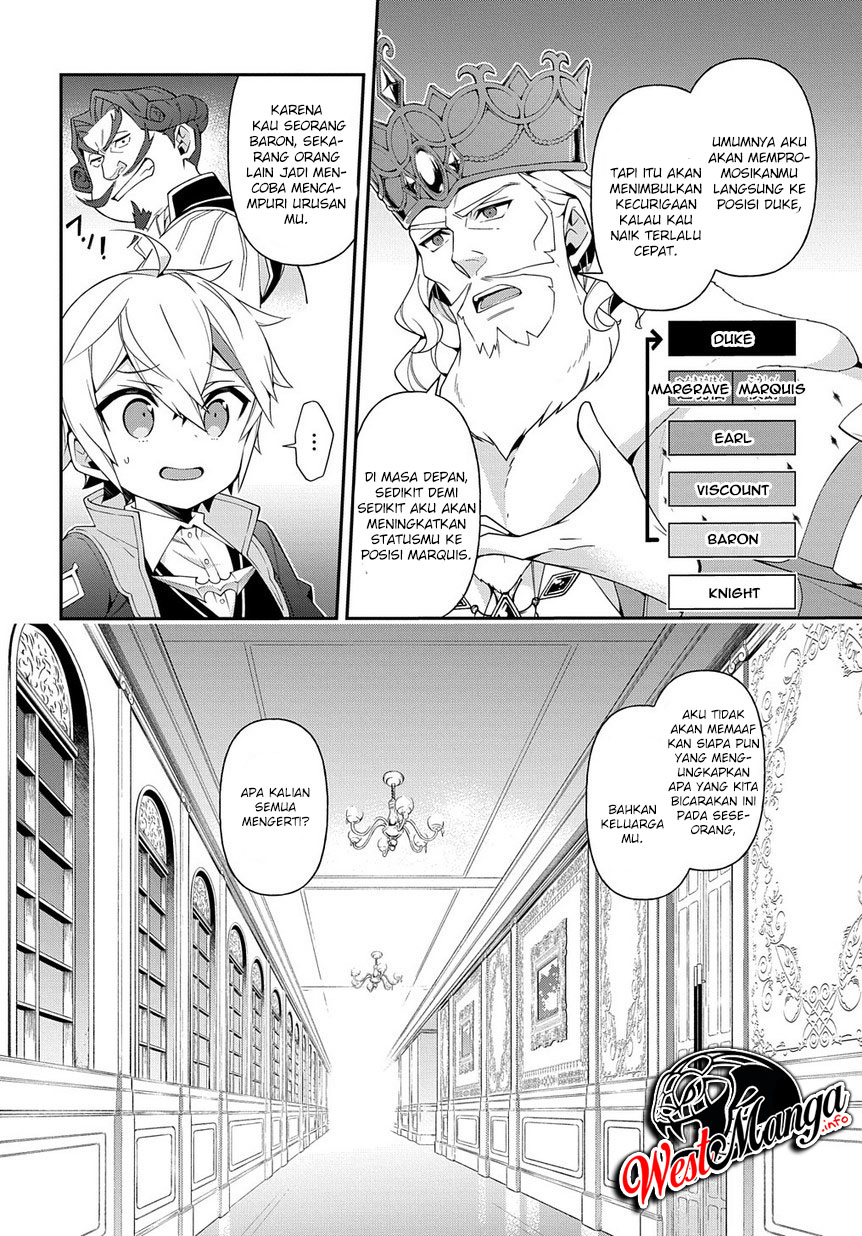 UMUMNYA AKU
AKAN MEMPRO-
MOSIKANMU
LANGSUNG KE
POSISI DUKE,
TAPI ITU AKAN
MENIMBULKAN
KECURIGAAN
KALAU KAU
NAIK TERLALU
CEPAT.
DUKE
MARGRAVE MARQUIS
EARL
VISCOUNT
BARON
KNIGHT
DI MASA DEPAN,
SEDIKIT DEMI
SEDIKIT AKU AKAN
MENINGKATKAN
STATUSMU KE
POSISI MARQUIS.
KARENA
KAU SEORANG
BARON, SEKA-
RANG ORANG
LAIN JADI MEN-
COBA MENCA-
MPURI URUSAN
MU.
...
AKU TIDAK
AKAN MEMAAF
KAN SIAPA PUN
YANG MENG-
UNGKAPKAN
APA YANG KITA
BICARAKAN INI
PADA SESE-
ORANG,
BAHKAN
KELUARGA
MU.
APA KALIAN
SEMUA
MENGERTI?
WestManga
.info